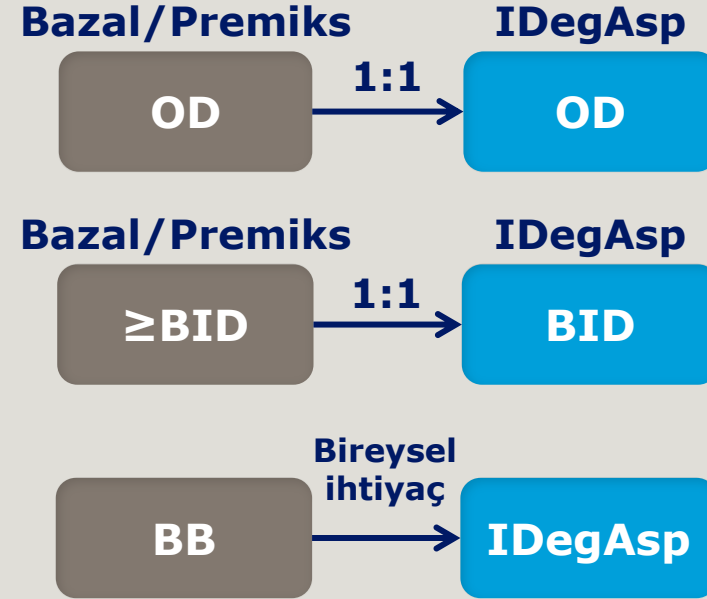 Bazal/Premiks IDegAsp
1:1
OD OD
Bazal/Premiks IDegAsp
1:1
≥BID BID
Bireysel
ihtiyaç
BB IDegAsp